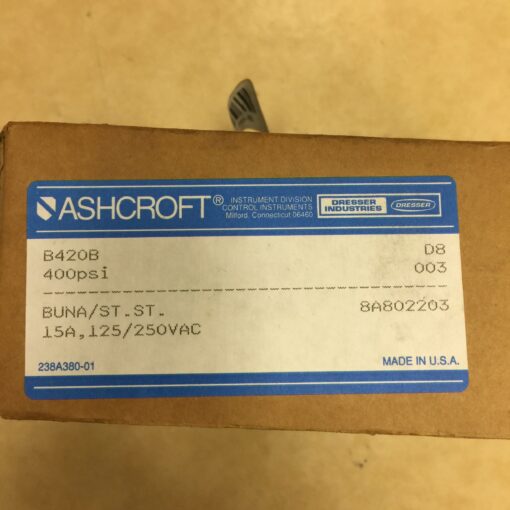 ASHCROFT®
INSTRUMENT DIVISION
CONTROL INSTRUMENTS
Milford, Connecticut 06460
DRESSER
INDUSTRIES
DRESSER
B420B D8
400psi 003
BUNA/ST.ST. 8A802203
15A,125/250VAC
238A380-01 MADE IN U.S.A.